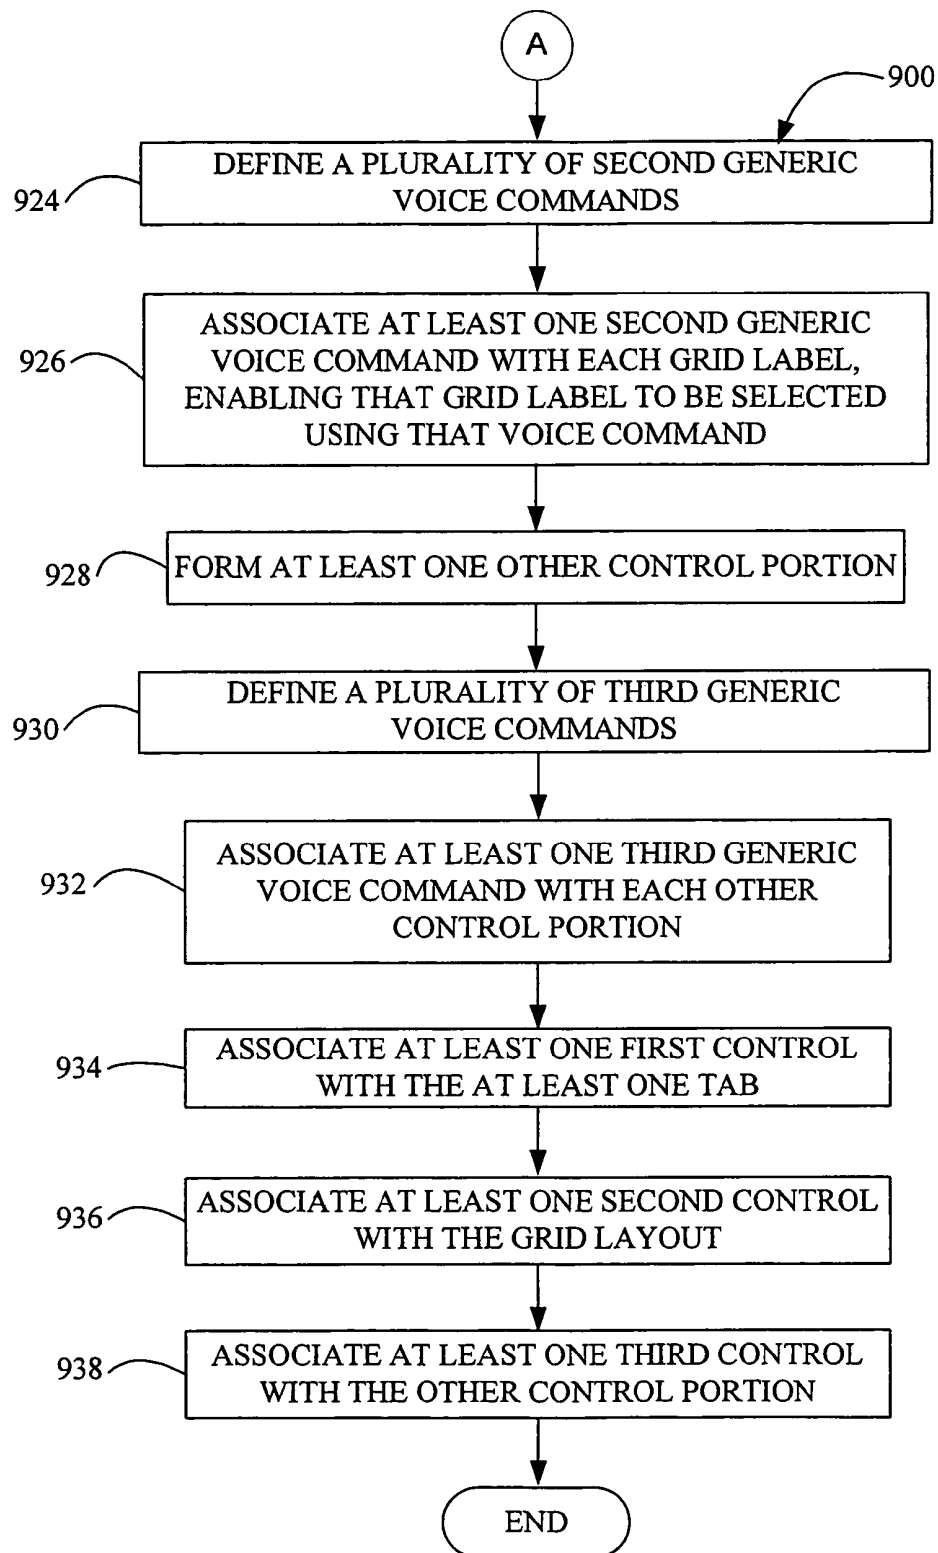 A
900
924
DEFINE A PLURALITY OF SECOND GENERIC
VOICE COMMANDS
926
ASSOCIATE AT LEAST ONE SECOND GENERIC
VOICE COMMAND WITH EACH GRID LABEL,
ENABLING THAT GRID LABEL TO BE SELECTED
USING THAT VOICE COMMAND
928
FORM AT LEAST ONE OTHER CONTROL PORTION
930
DEFINE A PLURALITY OF THIRD GENERIC
VOICE COMMANDS
932
ASSOCIATE AT LEAST ONE THIRD GENERIC
VOICE COMMAND WITH EACH OTHER
CONTROL PORTION
934
ASSOCIATE AT LEAST ONE FIRST CONTROL
WITH THE AT LEAST ONE TAB
936
ASSOCIATE AT LEAST ONE SECOND CONTROL
WITH THE GRID LAYOUT
938
ASSOCIATE AT LEAST ONE THIRD CONTROL
WITH THE OTHER CONTROL PORTION
END